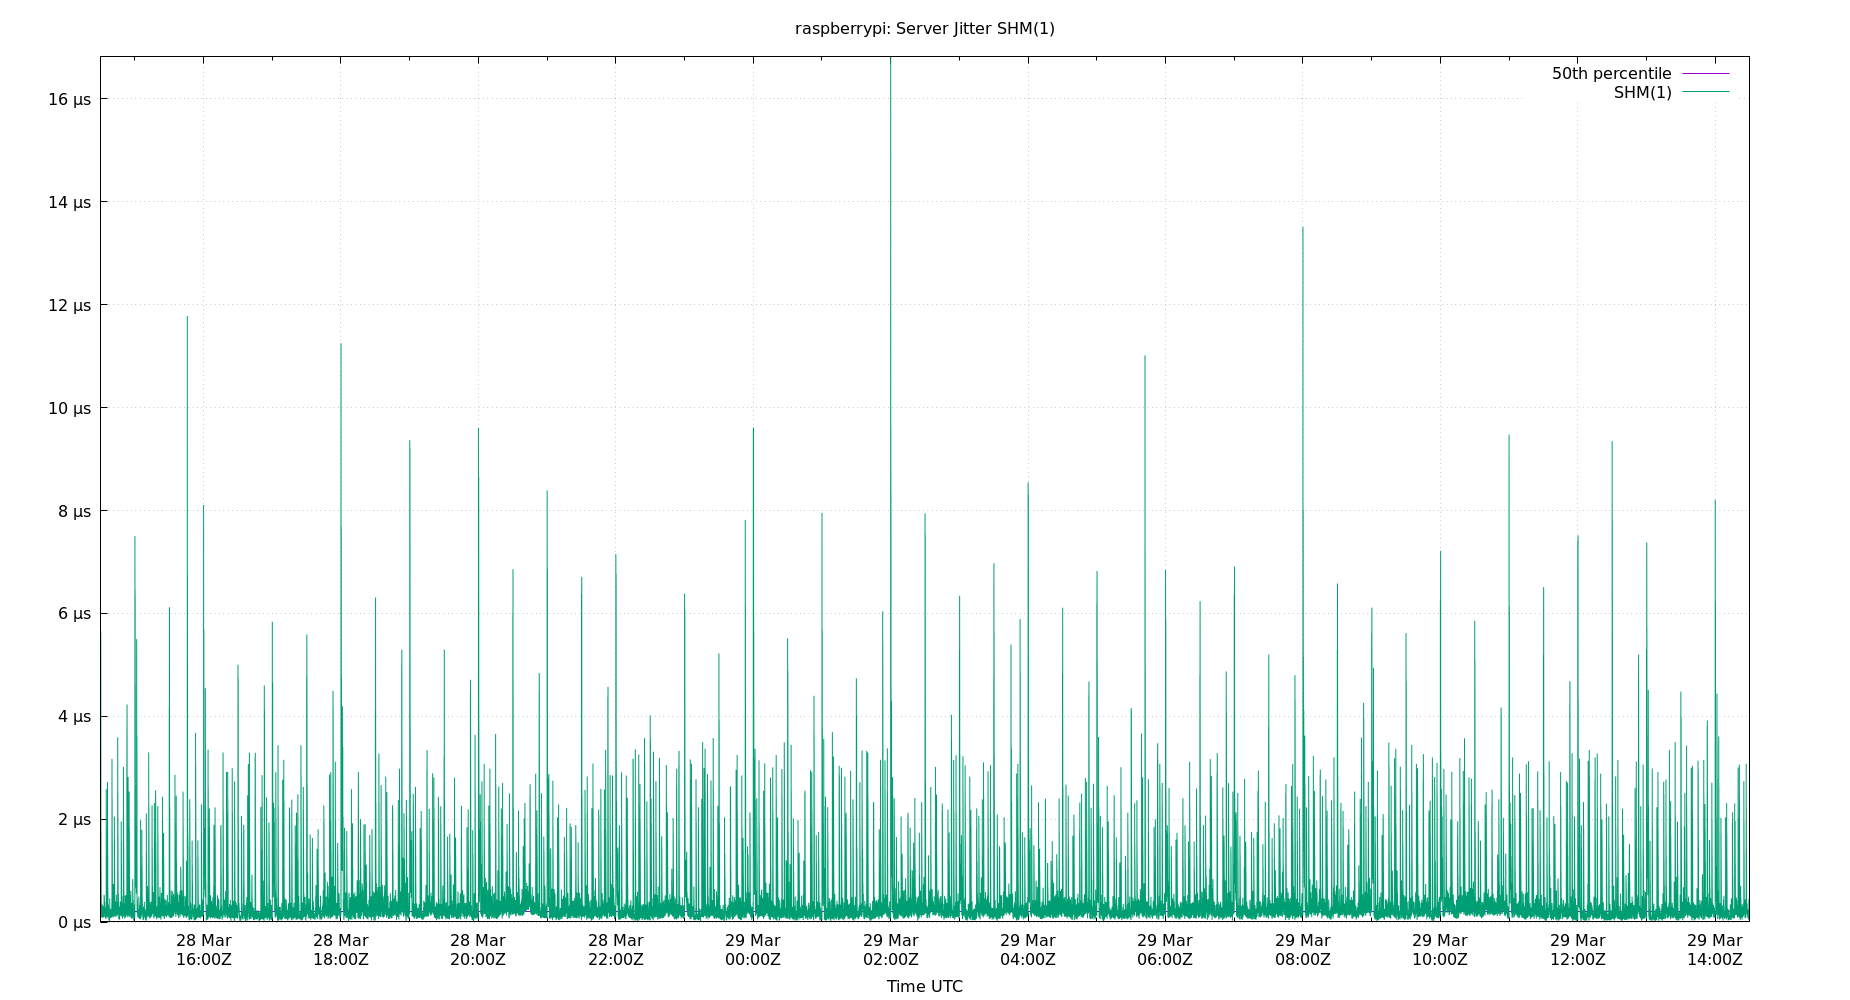 raspberrypi: Server Jitter SHM(1)
50th percentile
SHM(1)
16 µs
14 µs
12 µs
10 µs
8 µs
6 µs
4 µs
2 µs
0 µs
28 Mar 28 Mar 28 Mar 28 Mar 29 Mar 29 Mar 29 Mar 29 Mar 29 Mar 29 Mar 29 Mar 29 Mar
16:00Z 18:00Z 20:00Z 22:00Z 00:00Z 02:00Z 04:00Z 06:00Z 08:00Z 10:00Z 12:00Z 14:00Z
Time UTC